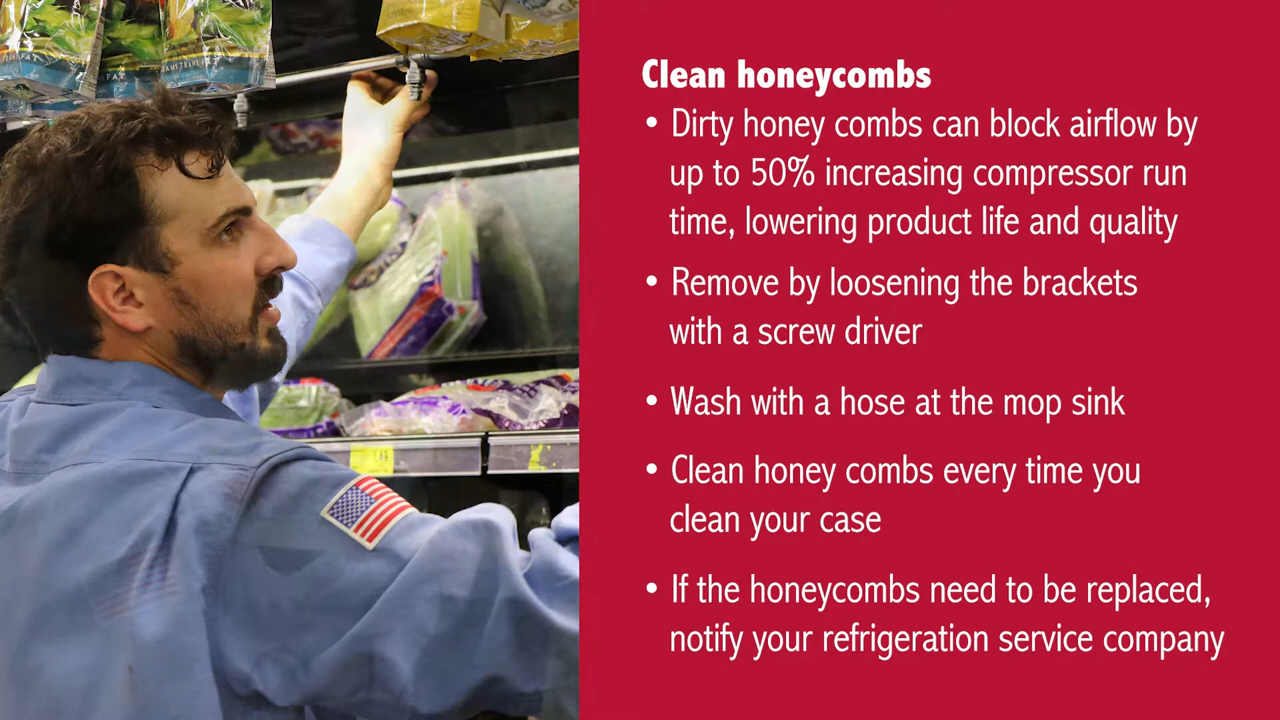 Clean honeycombs
• Dirty honey combs can block airflow by
up to 50% increasing compressor run
time, lowering product life and quality
• Remove by loosening the brackets
with a screw driver
• Wash with a hose at the mop sink
• Clean honey combs every time you
clean your case
• If the honeycombs need to be replaced,
notify your refrigeration service company